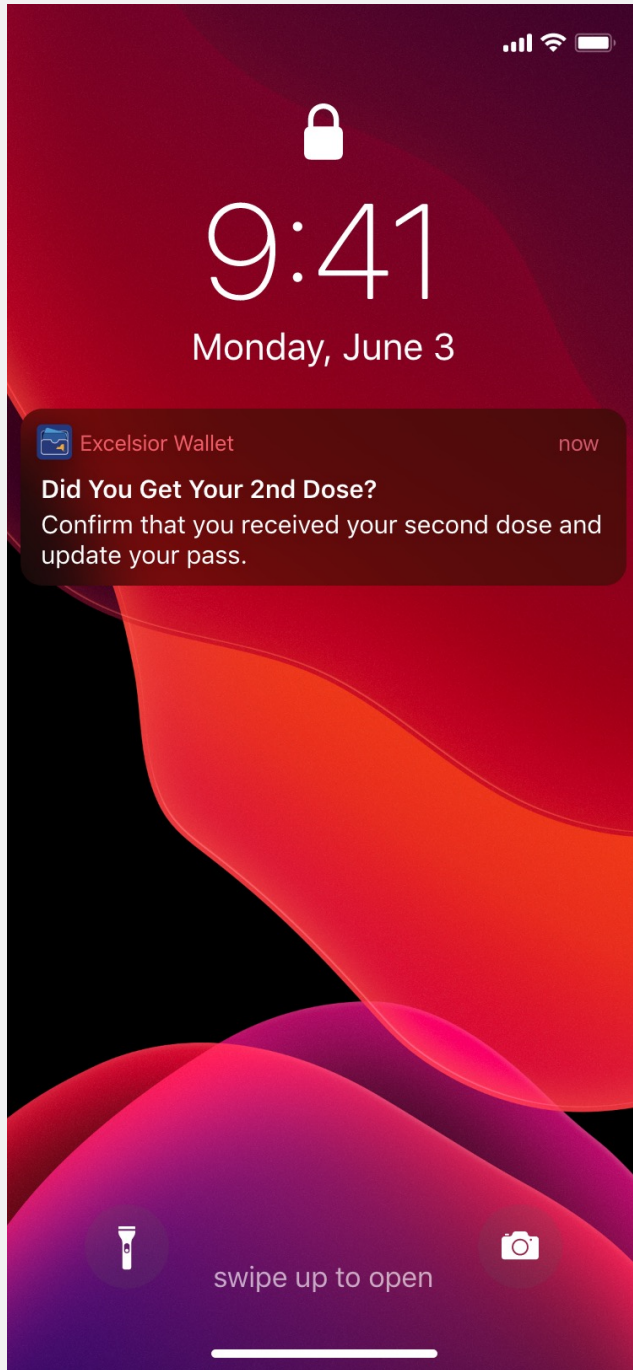 9:41
Monday, June 3
Excelsior Wallet now
Did You Get Your 2nd Dose?
Confirm that you received your second dose and
update your pass.
swipe up to open